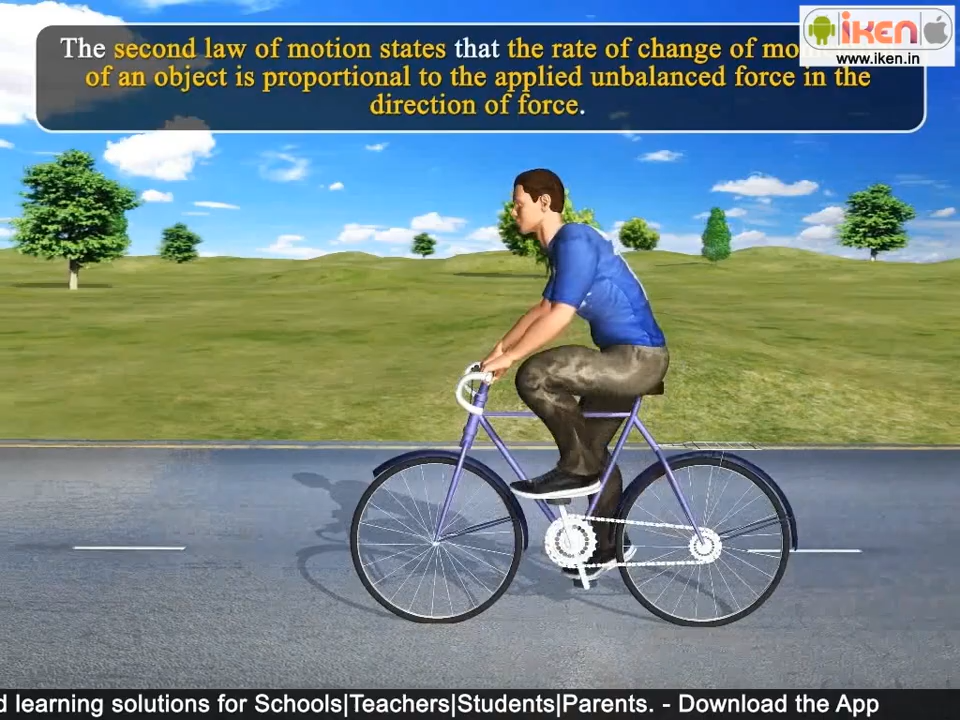 The second law of motion states that the rate of change of
of an object is proportional to the applied unbalanced force in the
direction of force.
iken
www.iken.in
learning solutions for Schools|Teachers|Students|Parents. - Download the App